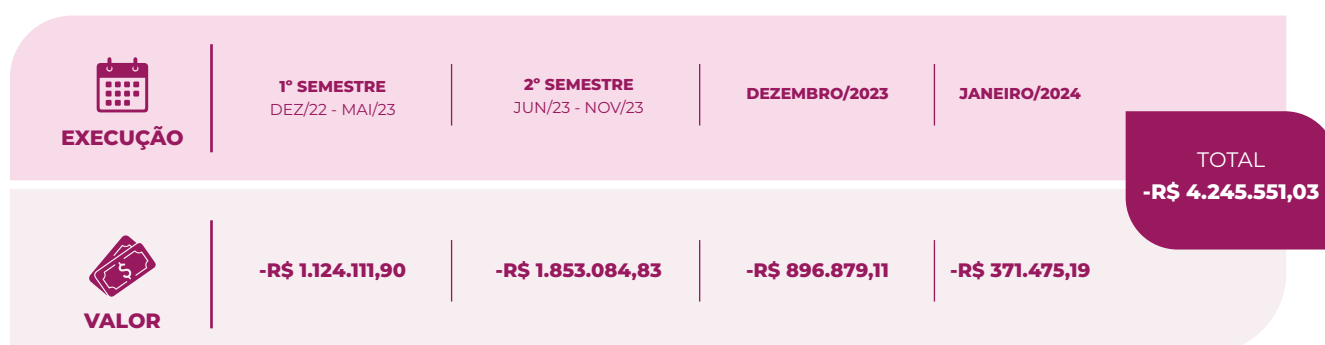 EXECUÇÃO
1º SEMESTRE
DEZ/22 - MAI/23
2º SEMESTRE
JUN/23 - NOV/23
DEZEMBRO/2023
JANEIRO/2024
TOTAL
-R$ 4.245.551,03
VALOR
-R$ 1.124.111,90
-R$ 1.853.084,83
-R$ 896.879,11
-R$ 371.475,19